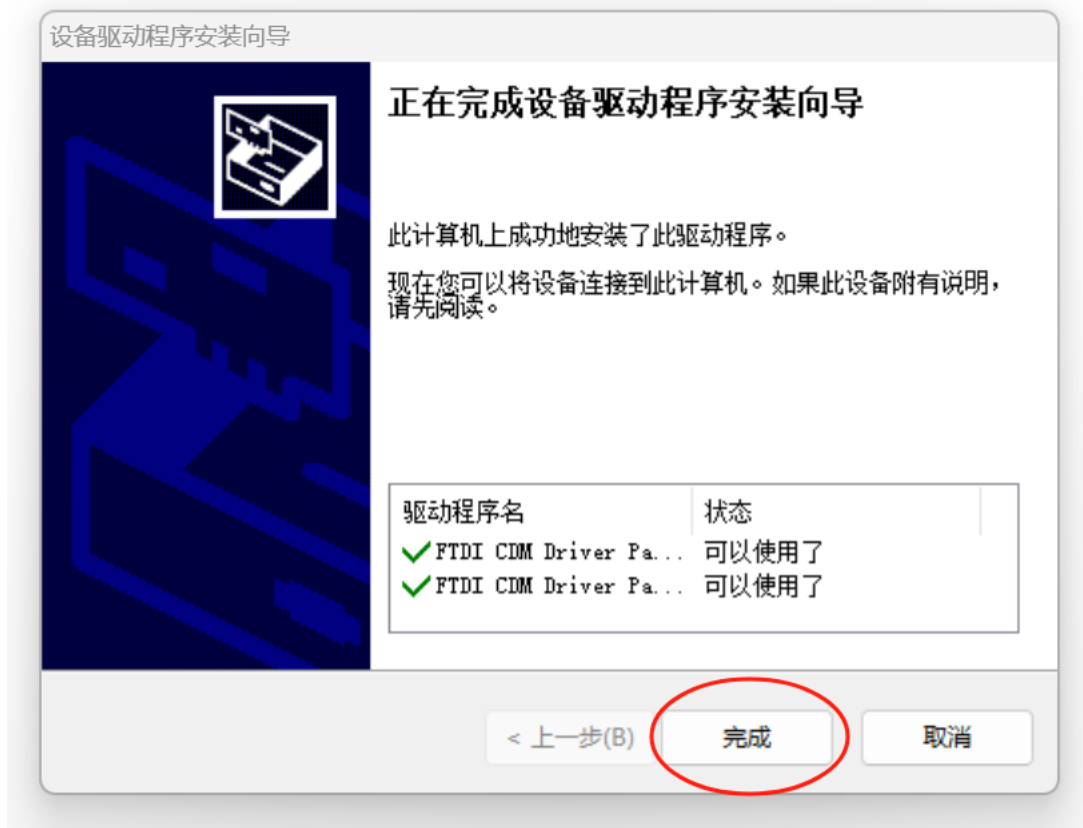 设备驱动程序安装向导
正在完成设备驱动程序安装向导
此计算机上成功地安装了此驱动程序。
现在您可以将设备连接到此计算机。如果此设备附有说明，
请先阅读。
驱动程序名 状态
FTDI CDM Driver Pa... 可以使用了
FTDI CDM Driver Pa... 可以使用了
< 上一步(B) 完成 取消